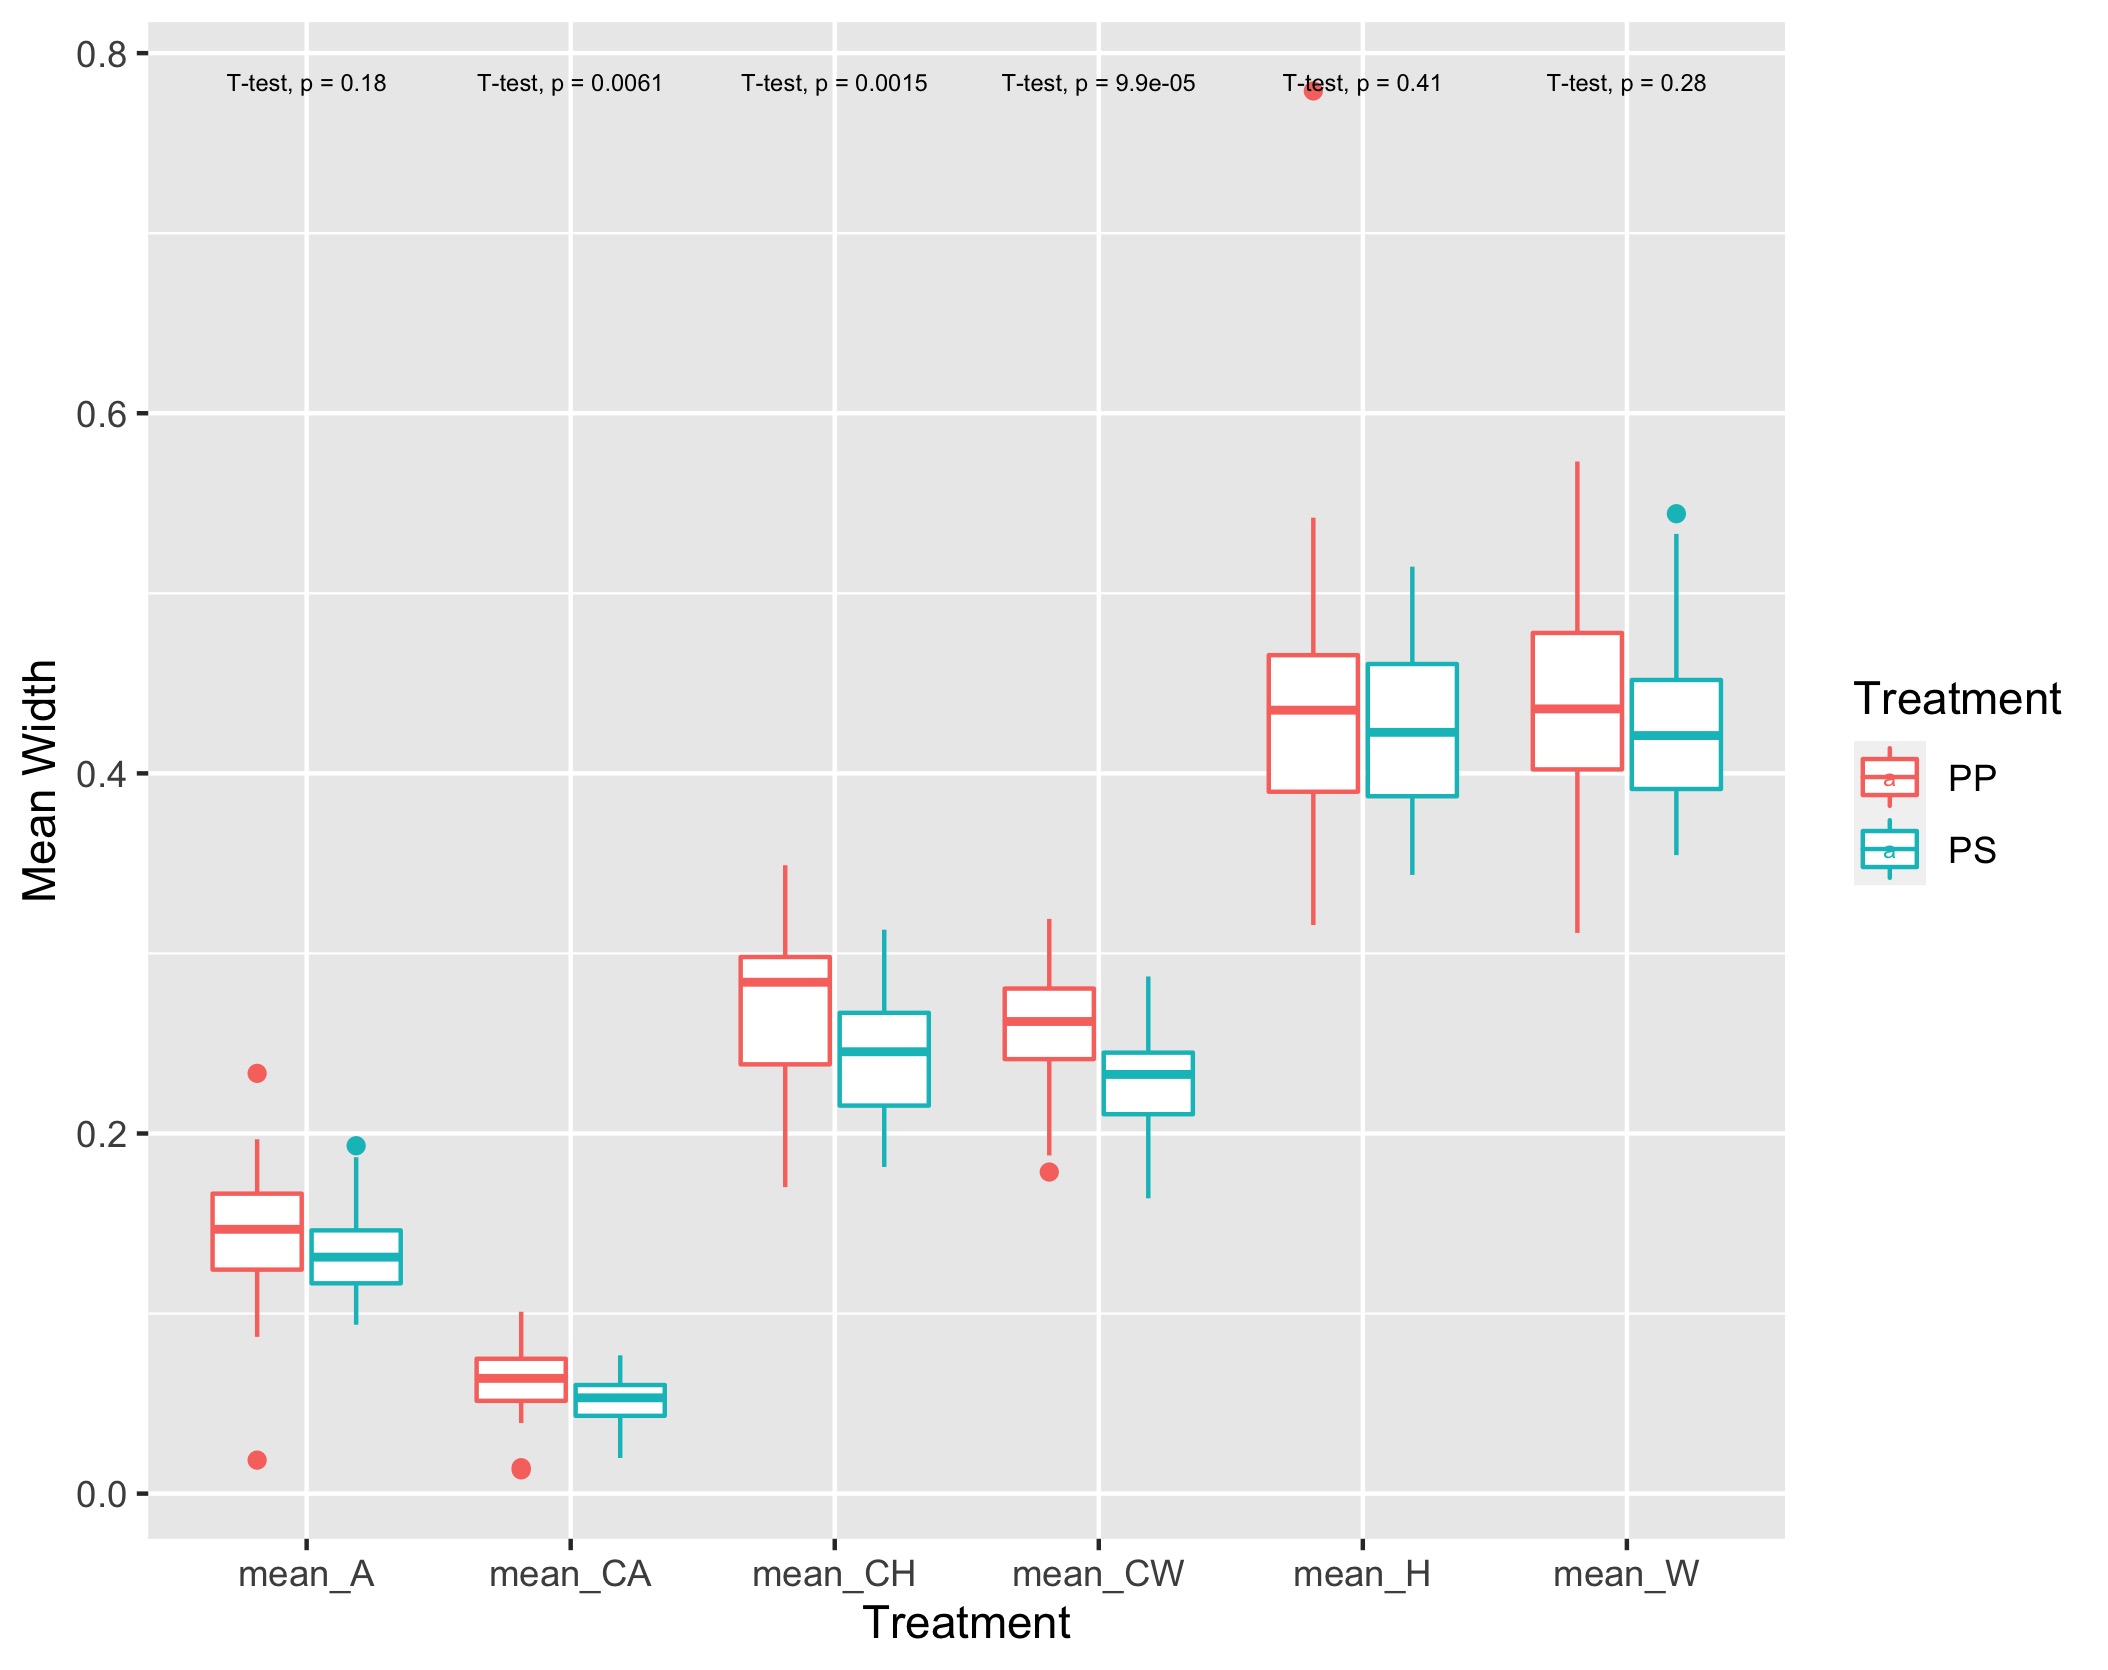 0.8
0.6
0.4
0.2
0.0
Mean Width
T-test, p = 0.18
T-test, p = 0.0061
T-test, p = 0.0015
T-test, p = 9.9e-05
T-test, p = 0.41
T-test, p = 0.28
mean_A
mean_CA
mean_CH
mean_CW
mean_H
mean_W
Treatment
Treatment
a PP
a PS